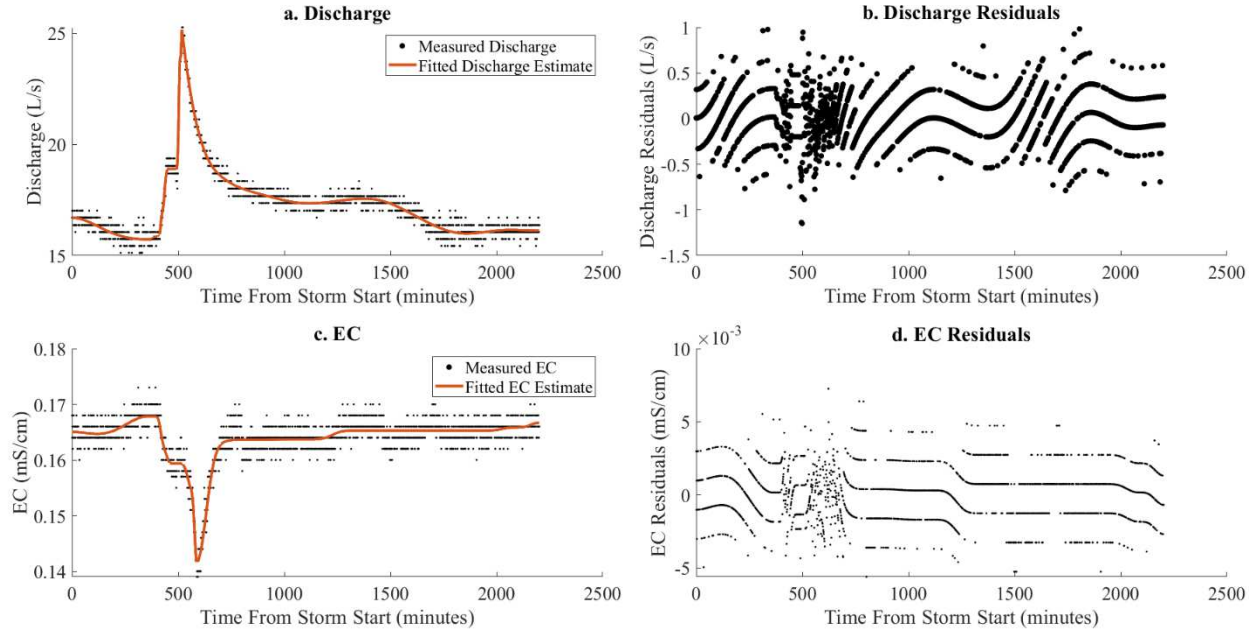 a. Discharge
25
20
15
Discharge (L/s)
Measured Discharge
Fitted Discharge Estimate
0 500 1000 1500 2000 2500
Time From Storm Start (minutes)
b. Discharge Residuals
1
0.5
0
-0.5
-1
-1.5
Discharge Residuals (L/s)
0 500 1000 1500 2000 2500
Time From Storm Start (minutes)
c. EC
0.18
0.17
0.16
0.15
0.14
EC (mS/cm)
Measured EC
Fitted EC Estimate
0 500 1000 1500 2000 2500
Time From Storm Start (minutes)
d. EC Residuals
×10⁻³
10
5
0
-5
EC Residuals (mS/cm)
0 500 1000 1500 2000 2500
Time From Storm Start (minutes)